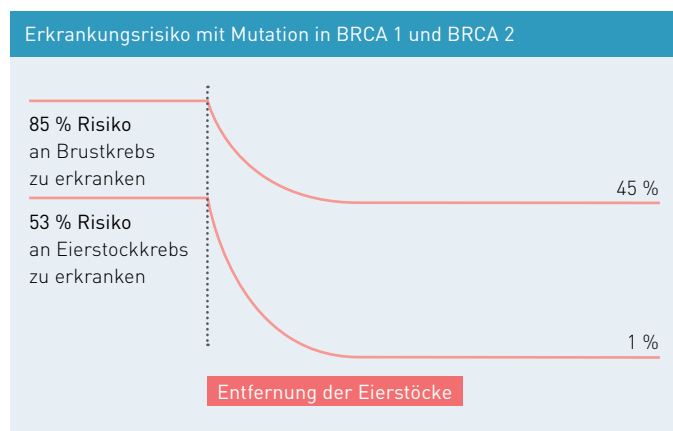 Erkrankungsrisiko mit Mutation in BRCA 1 und BRCA 2
85 % Risiko
an Brustkrebs
zu erkranken
45 %
53 % Risiko
an Eierstockkrebs
zu erkranken
1 %
Entfernung der Eierstöcke